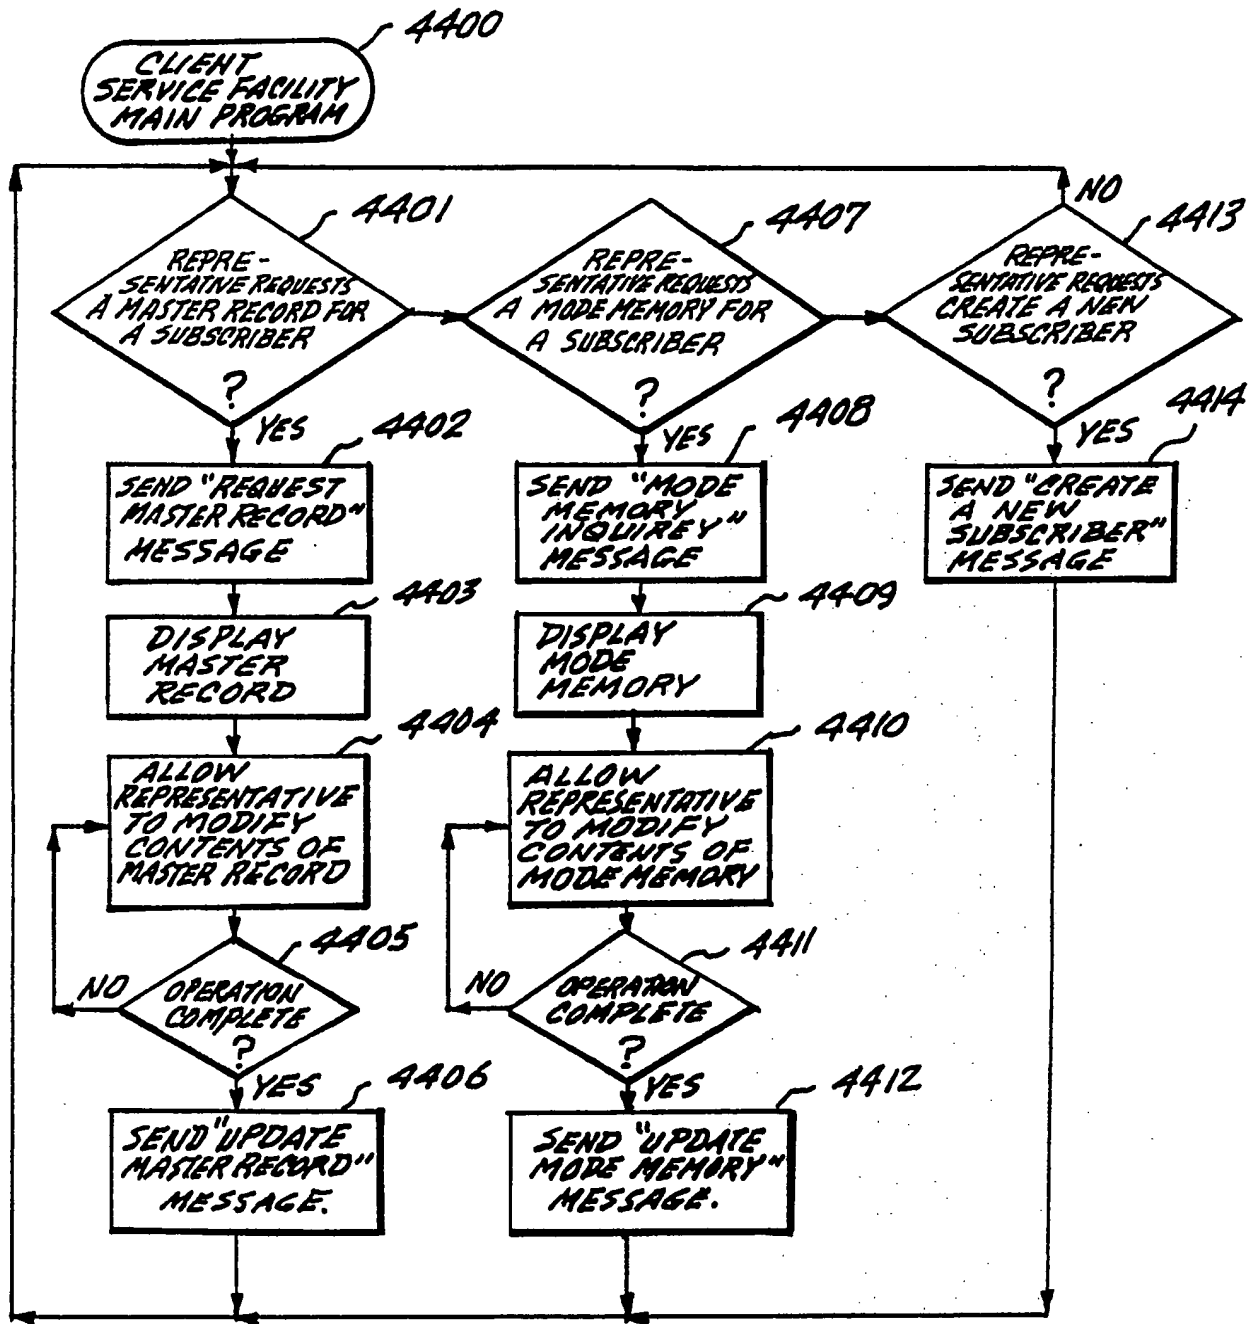 4400
CLIENT
SERVICE FACILITY
MAIN PROGRAM
4401
REPRE-
SENTATIVE REQUESTS
A MASTER RECORD FOR
A SUBSCRIBER
?
YES
4402
SEND "REQUEST
MASTER RECORD"
MESSAGE
4403
DISPLAY
MASTER
RECORD
4404
ALLOW
REPRESENTATIVE
TO MODIFY
CONTENTS OF
MASTER RECORD
4405
NO
OPERATION
COMPLETE
?
YES
4406
SEND "UPDATE
MASTER RECORD"
MESSAGE.
4407
REPRE-
SENTATIVE REQUESTS
A MODE MEMORY FOR
A SUBSCRIBER
?
YES
4408
SEND "MODE
MEMORY
INQUIREY"
MESSAGE
4409
DISPLAY
MODE
MEMORY
4410
ALLOW
REPRESENTATIVE
TO MODIFY
CONTENTS OF
MODE MEMORY
4411
NO
OPERATION
COMPLETE
?
YES
4412
SEND "UPDATE
MODE MEMORY"
MESSAGE.
NO
4413
REPRE-
SENTATIVE REQUESTS
CREATE A NEW
SUBSCRIBER
?
YES
4414
SEND "CREATE
A NEW
SUBSCRIBER"
MESSAGE